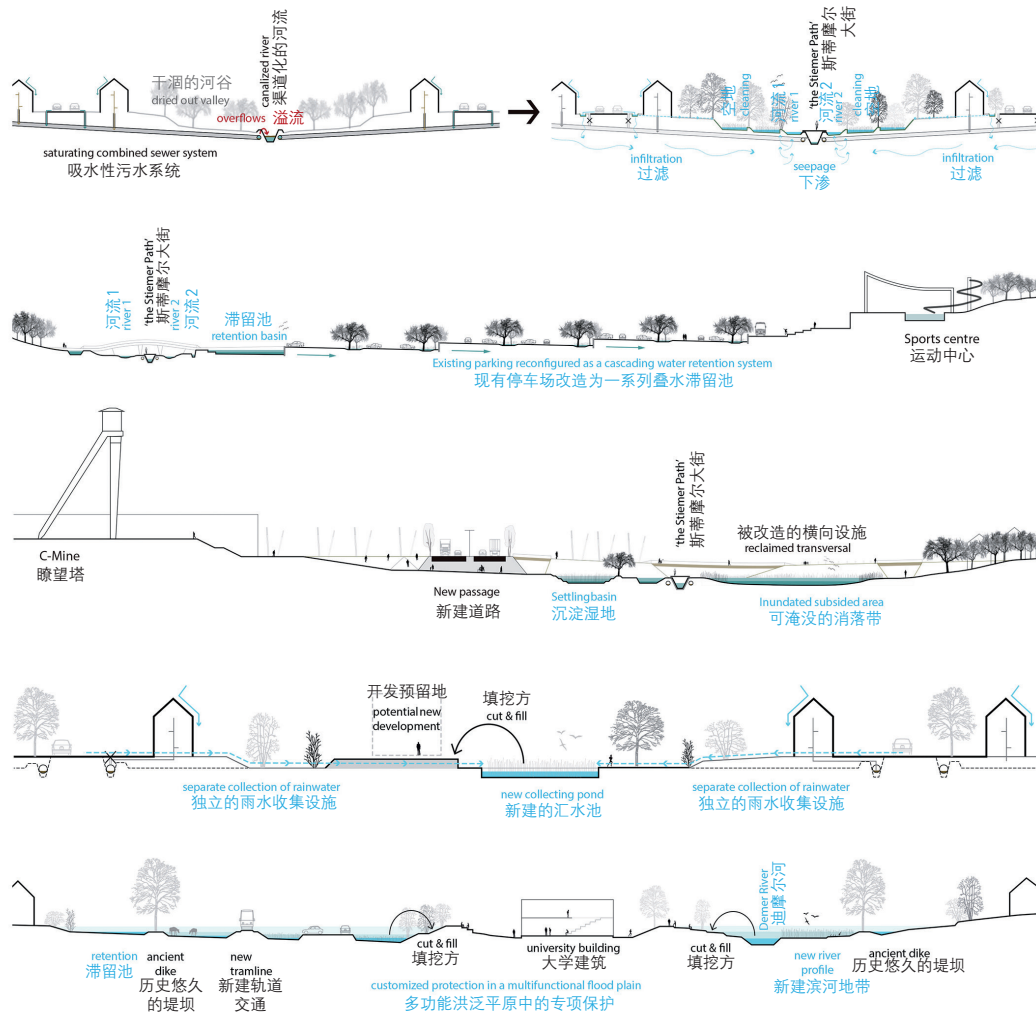 干涸的河谷
dried out valley
canalized river
渠道化的河流
overflows 溢流
saturating combined sewer system
吸水性污水系统
空地
cleaning
河流1
river 1
'the Stiemer Path'
斯蒂摩尔
大街
河流2
river 2
cleaning
infiltration
过滤
seepage
下渗
infiltration
过滤
河流1
river 1
'the Stiemer Path'
斯蒂摩尔大街
river 2
河流2
滞留池
retention basin
Existing parking reconfigured as a cascading water retention system
现有停车场改造为一系列叠水滞留池
Sports centre
运动中心
C-Mine
瞭望塔
New passage
新建道路
Settling basin
沉淀湿地
'the Stiemer Path'
斯蒂摩尔大街
被改造的横向设施
reclaimed transversal
Inundated subsided area
可淹没的消落带
开发预留地
potential new
development
填挖方
cut & fill
separate collection of rainwater
独立的雨水收集设施
new collecting pond
新建的汇水池
separate collection of rainwater
独立的雨水收集设施
retention
滞留池
ancient
dike
历史悠久
的堤坝
new
tramline
新建轨道
交通
cut & fill
填挖方
university building
大学建筑
customized protection in a multifunctional flood plain
多功能洪泛平原中的专项保护
cut & fill
填挖方
Demer River
迪摩尔河
new river
profile
新建滨河地带
ancient dike
历史悠久的堤坝